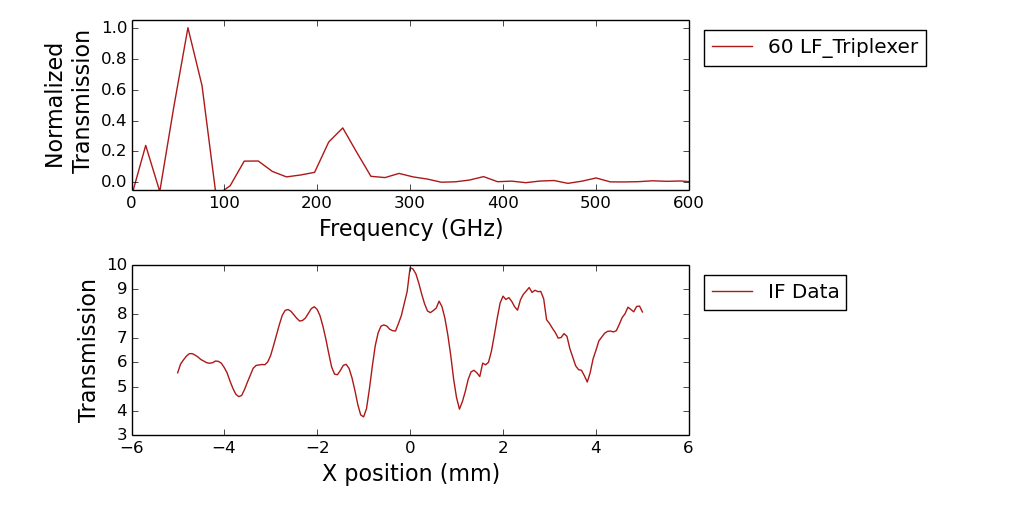 1.0
0.8
0.6
0.4
0.2
0.0
Normalized
Transmission
0 100 200 300 400 500 600
Frequency (GHz)
60 LF_Triplexer
10
9
8
7
6
5
4
3
Transmission
−6 −4 −2 0 2 4 6
X position (mm)
IF Data